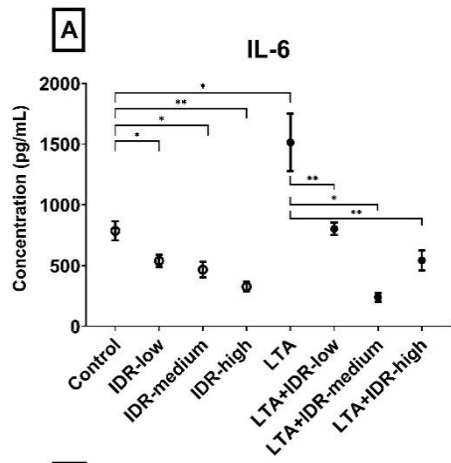 A
IL-6
Concentration (pg/mL)
2000
1500
1000
500
0
*
**
*
*
**
*
**
Control
IDR-low
IDR-medium
IDR-high
LTA
LTA+IDR-low
LTA+IDR-medium
LTA+IDR-high